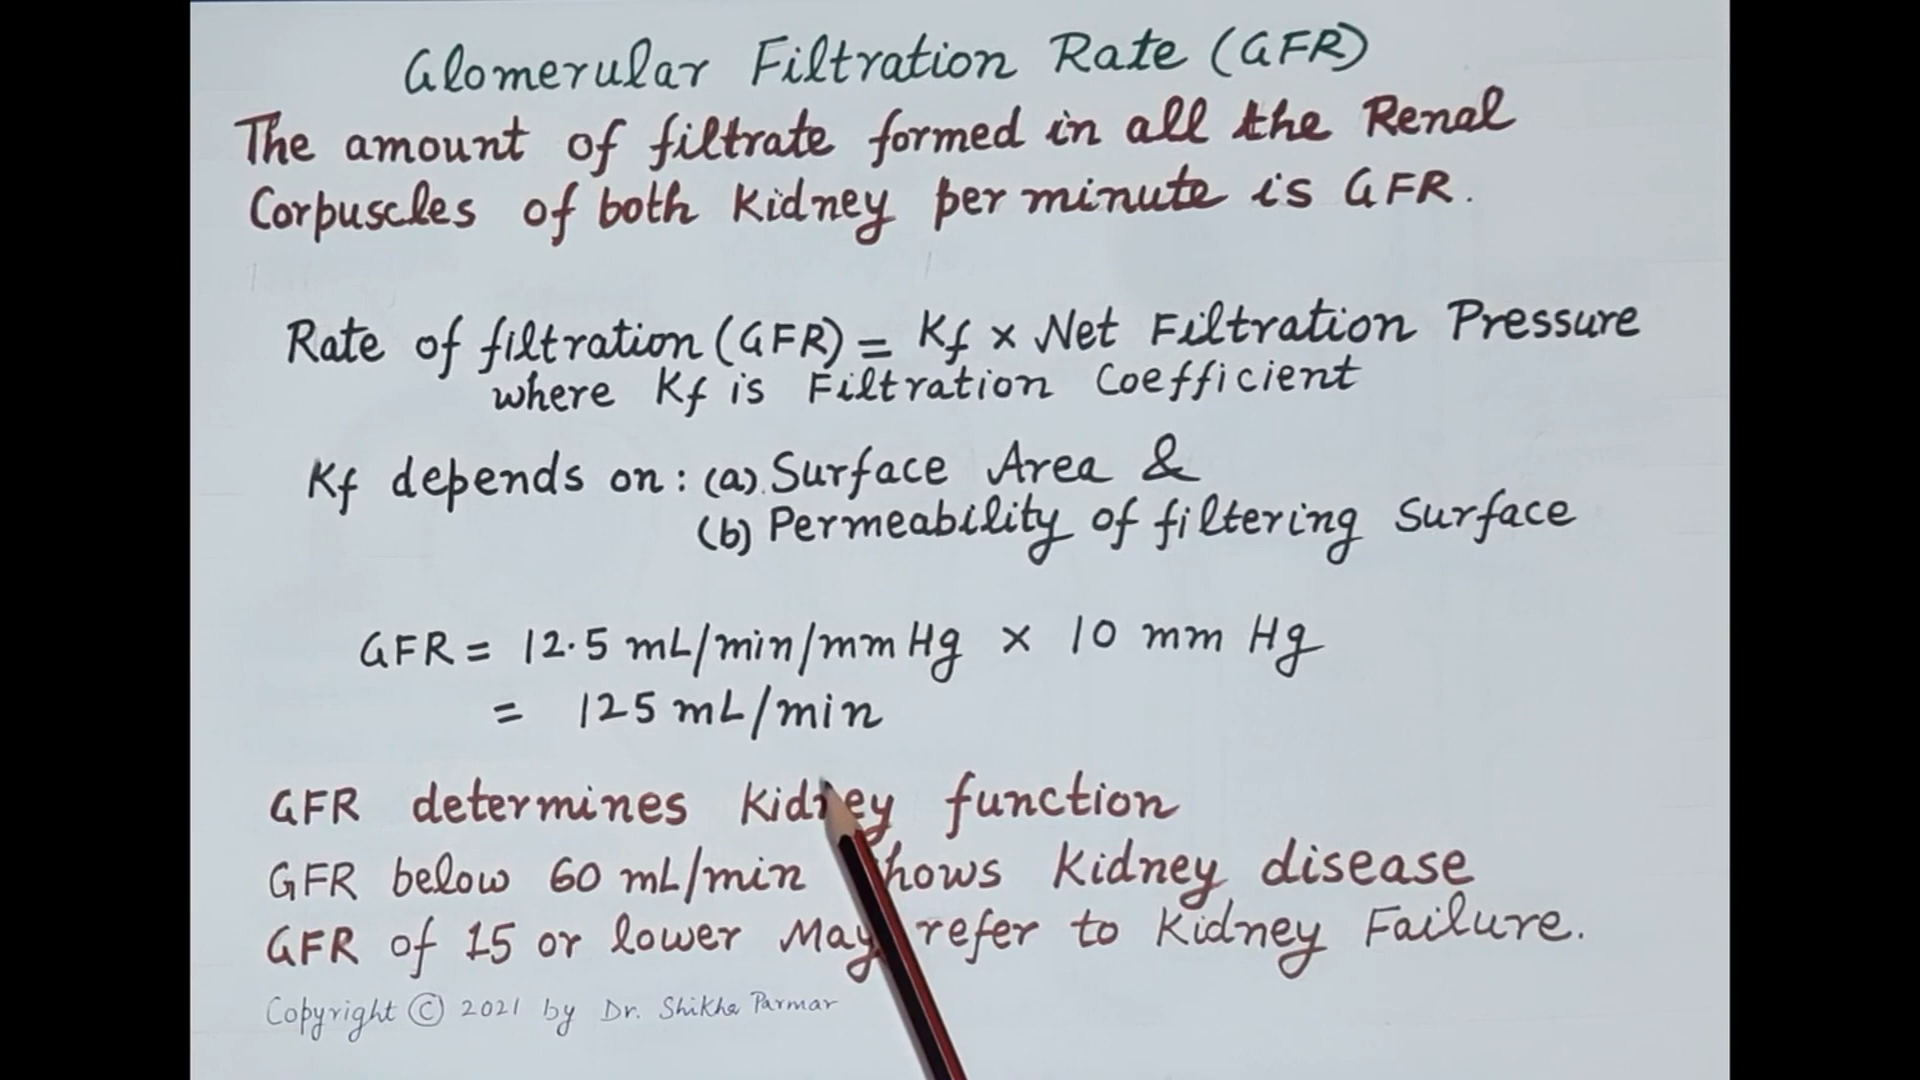 Glomerular Filtration Rate (GFR)
The amount of filtrate formed in all the Renal
Corpuscles of both Kidney per minute is GFR.
Rate of filtration (GFR) = Kf × Net Filtration Pressure
where Kf is Filtration Coefficient
Kf depends on: (a). Surface Area &
(b) Permeability of filtering Surface
GFR = 12.5 mL/min/mm Hg × 10 mm Hg
= 125 mL/min
GFR determines Kidney function
GFR below 60 mL/min shows Kidney disease
GFR of 15 or lower May refer to Kidney Failure.
Copyright © 2021 by Dr. Shikha Parmar